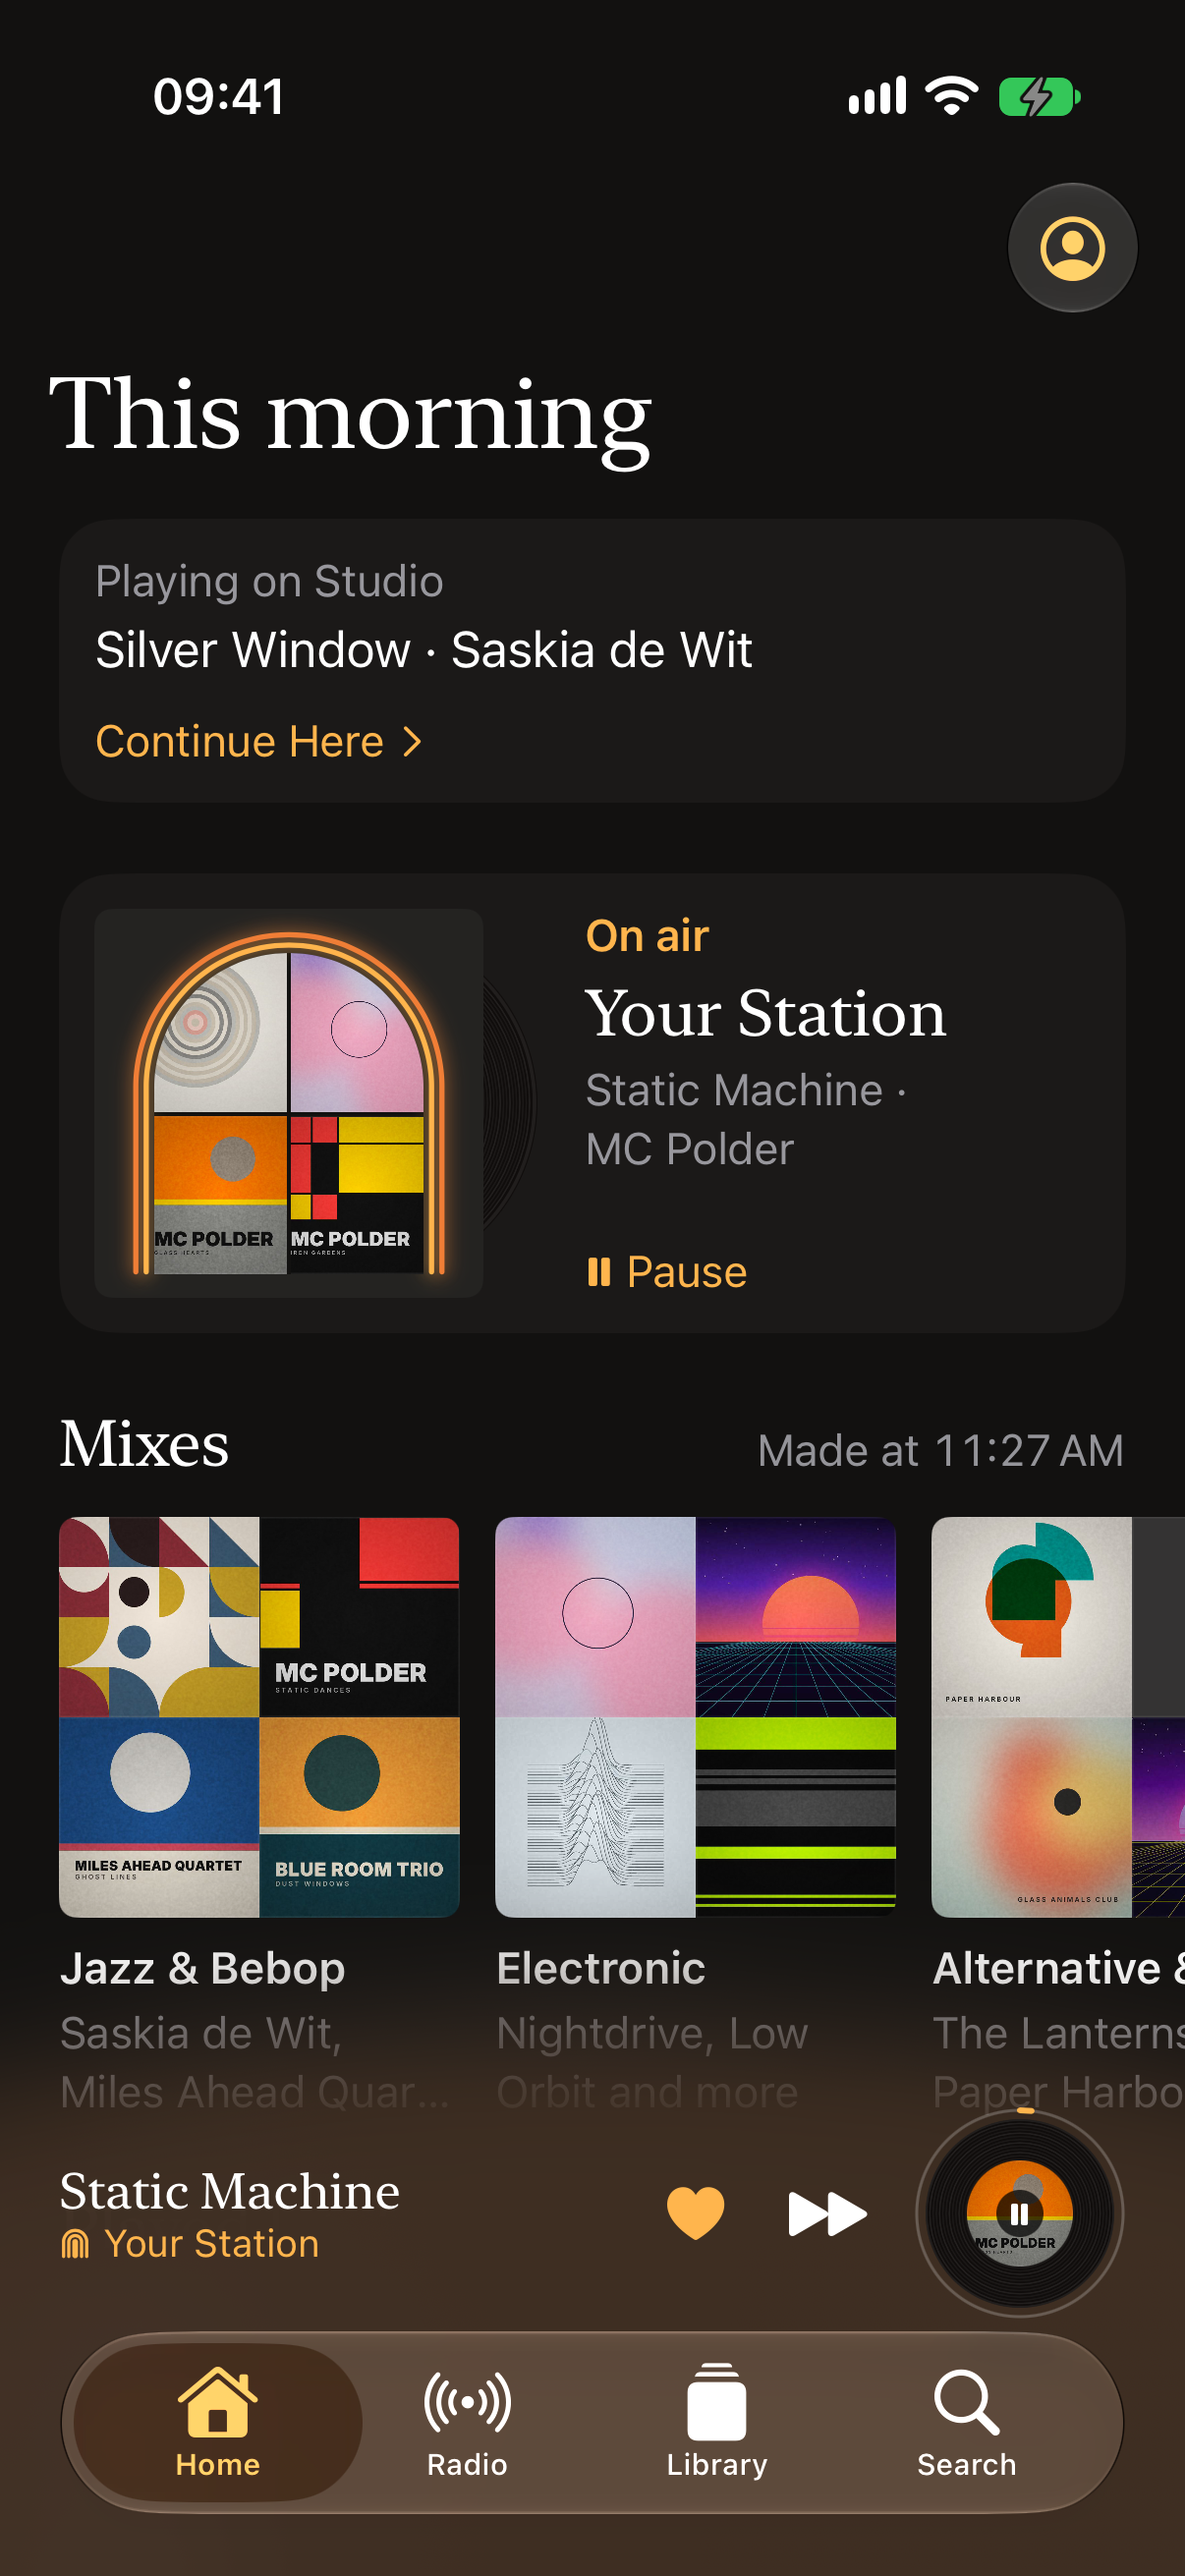 09:41
This morning
Playing on Studio
Silver Window · Saskia de Wit
Continue Here
On air
Your Station
Static Machine ·
MC Polder
Pause
MC POLDER
GLASS HEARTS
MC POLDER
IRON GARDENS
Mixes
Made at 11:27 AM
MC POLDER
STATIC DANCES
MILES AHEAD QUARTET
GHOST LINES
BLUE ROOM TRIO
DUST WINDOWS
PAPER HARBOUR
GLASS ANIMALS CLUB
Jazz & Bebop
Saskia de Wit,
Miles Ahead Quar...
Electronic
Nightdrive, Low
Orbit and more
Alternative &
The Lanterns
Paper Harbo
Static Machine
Your Station
MC POLDER
Home
Radio
Library
Search